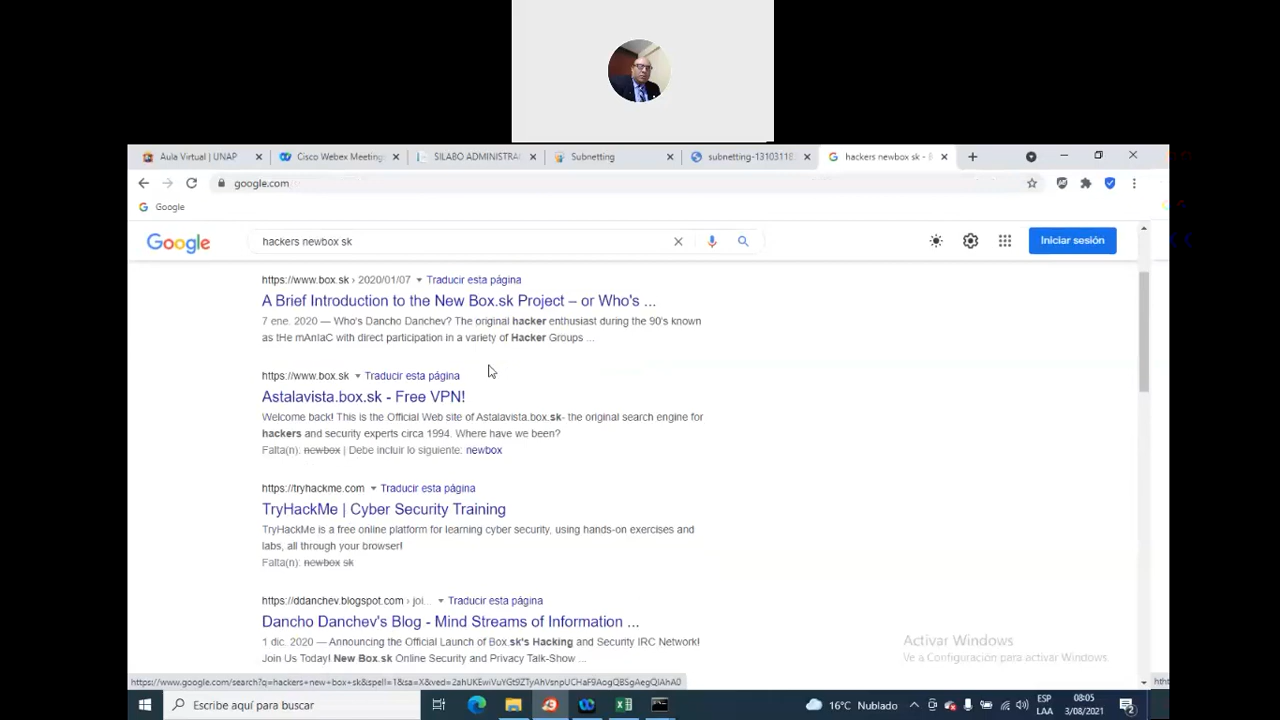 Aula Virtual | UNAP
Cisco Webex Meeting
SILABO ADMINISTRA
Subnetting
subnetting-13103118
hackers newbox sk - B
google.com
Google
Google
hackers newbox sk
Iniciar sesión
https://www.box.sk › 2020/01/07 Traducir esta página
A Brief Introduction to the New Box.sk Project – or Who's ...
7 ene. 2020 — Who's Dancho Danchev? The original hacker enthusiast during the 90's known
as tHe mAnIaC with direct participation in a variety of Hacker Groups ...
https://www.box.sk Traducir esta página
Astalavista.box.sk - Free VPN!
Welcome back! This is the Official Web site of Astalavista.box.sk- the original search engine for
hackers and security experts circa 1994. Where have we been?
Falta(n): newbox | Debe incluir lo siguiente: newbox
https://tryhackme.com Traducir esta página
TryHackMe | Cyber Security Training
TryHackMe is a free online platform for learning cyber security, using hands-on exercises and
labs, all through your browser!
Falta(n): newbox sk
https://ddanchev.blogspot.com › joi... Traducir esta página
Dancho Danchev's Blog - Mind Streams of Information ...
1 dic. 2020 — Announcing the Official Launch of Box.sk's Hacking and Security IRC Network!
Join Us Today! New Box.sk Online Security and Privacy Talk-Show ...
Activar Windows
Ve a Configuración para activar Windows.
Escribe aquí para buscar
16°C Nublado
ESP
LAA
08:05
3/08/2021
2